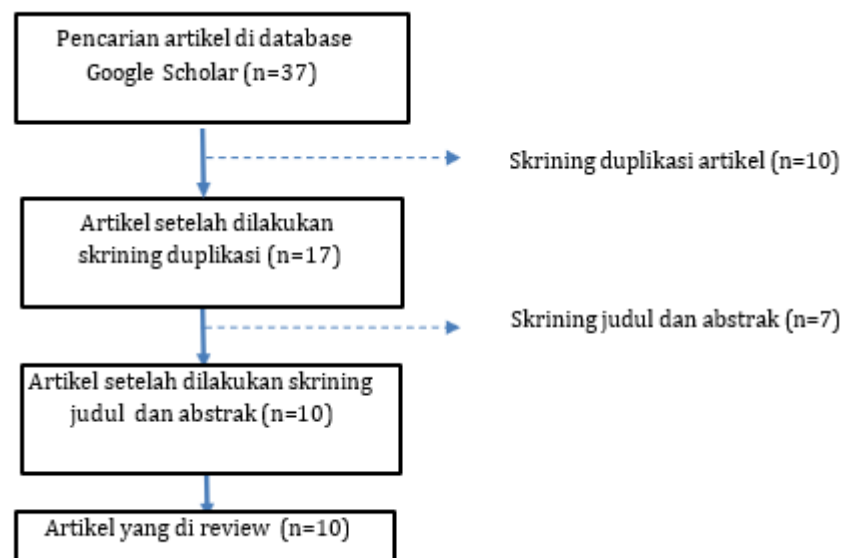 Pencarian artikel di database
Google Scholar (n=37)
Skrining duplikasi artikel (n=10)
Artikel setelah dilakukan
skrining duplikasi (n=17)
Skrining judul dan abstrak (n=7)
Artikel setelah dilakukan skrining
judul dan abstrak (n=10)
Artikel yang di review (n=10)